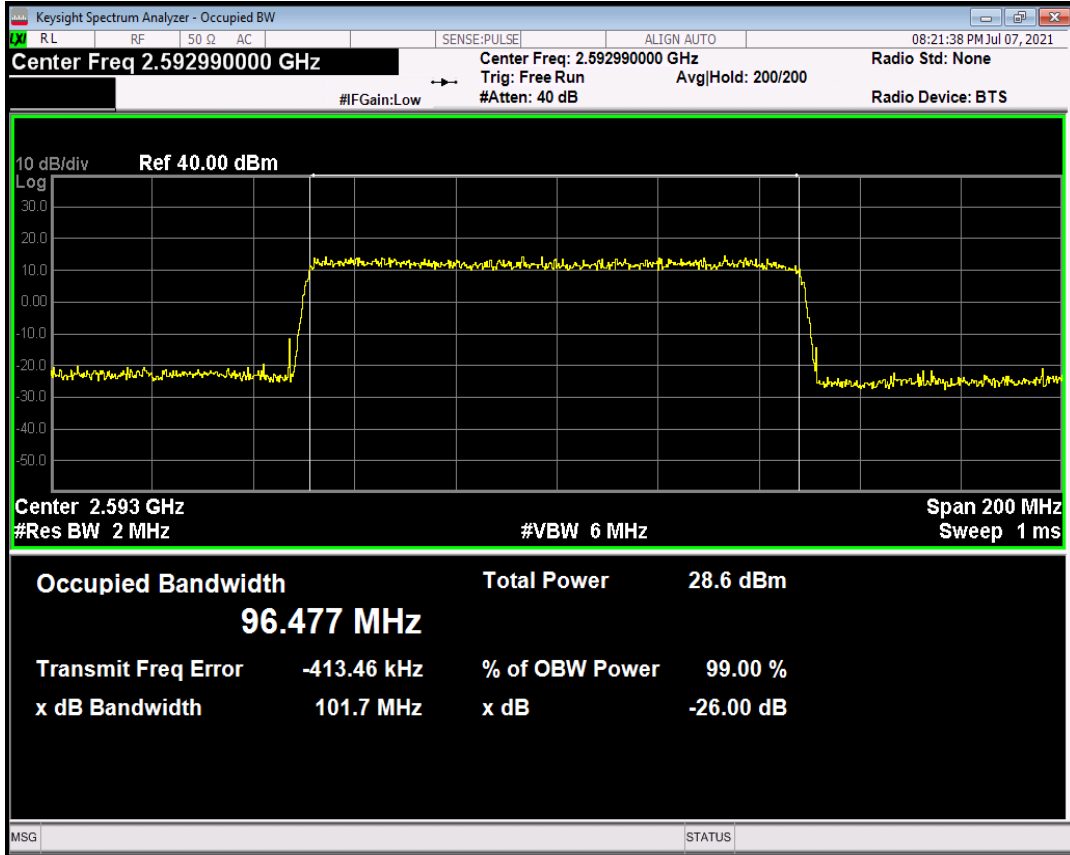 Keysight Spectrum Analyzer - Occupied BW
LXI RL RF 50 Ω AC SENSE:PULSE ALIGN AUTO 08:21:38 PM Jul 07, 2021
Center Freq 2.592990000 GHz
Center Freq: 2.592990000 GHz Radio Std: None
Trig: Free Run Avg|Hold: 200/200
#IFGain:Low #Atten: 40 dB Radio Device: BTS
10 dB/div Ref 40.00 dBm
Log
30.0
20.0
10.0
0.00
-10.0
-20.0
-30.0
-40.0
-50.0
Center 2.593 GHz Span 200 MHz
#Res BW 2 MHz #VBW 6 MHz Sweep 1 ms
Occupied Bandwidth Total Power 28.6 dBm
96.477 MHz
Transmit Freq Error -413.46 kHz % of OBW Power 99.00 %
x dB Bandwidth 101.7 MHz x dB -26.00 dB
MSG STATUS